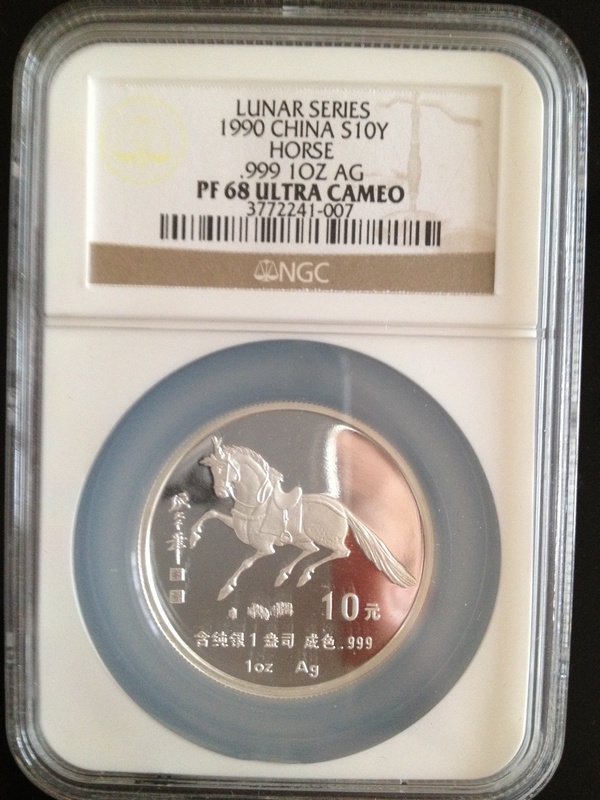 LUNAR SERIES
1990 CHINA S10Y
HORSE
.999 1OZ AG
PF 68 ULTRA CAMEO
3772241-007
NGC
10元
含纯银1盎司 成色.999
1oz Ag